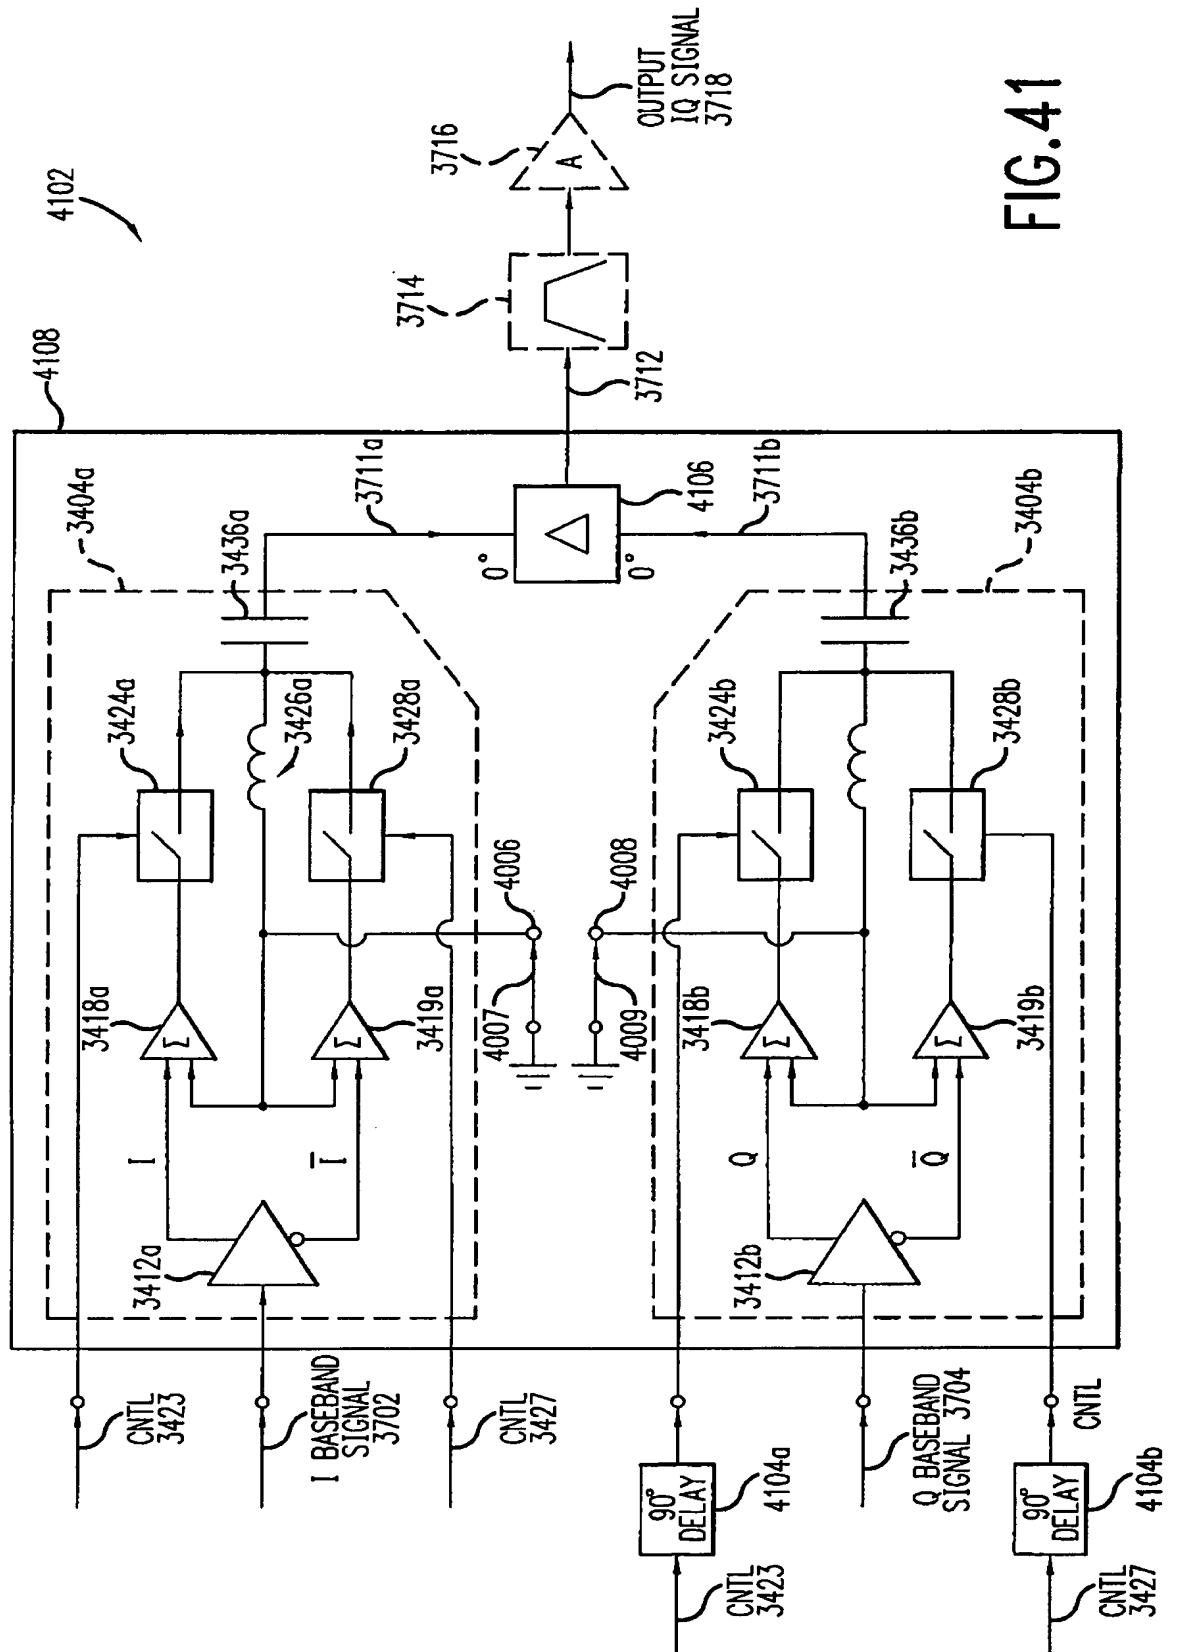 4102
4108
3404a
3424a
3436a
3711a
3418a
3426a
3428a
3412a
I
Σ
I̅
Σ
3419a
0°
4106
3714
3716
A
3712
OUTPUT
IQ SIGNAL
3718
CNTL
3423
I BASEBAND
SIGNAL
3702
CNTL
3427
4007
4006
4009
4008
0°
3711b
3436b
3404b
3424b
3428b
3418b
3412b
Q
Σ
Q̅
Σ
3419b
90°
DELAY
4104a
CNTL
3423
Q BASEBAND
SIGNAL 3704
CNTL
90°
DELAY
4104b
CNTL
3427
FIG.41